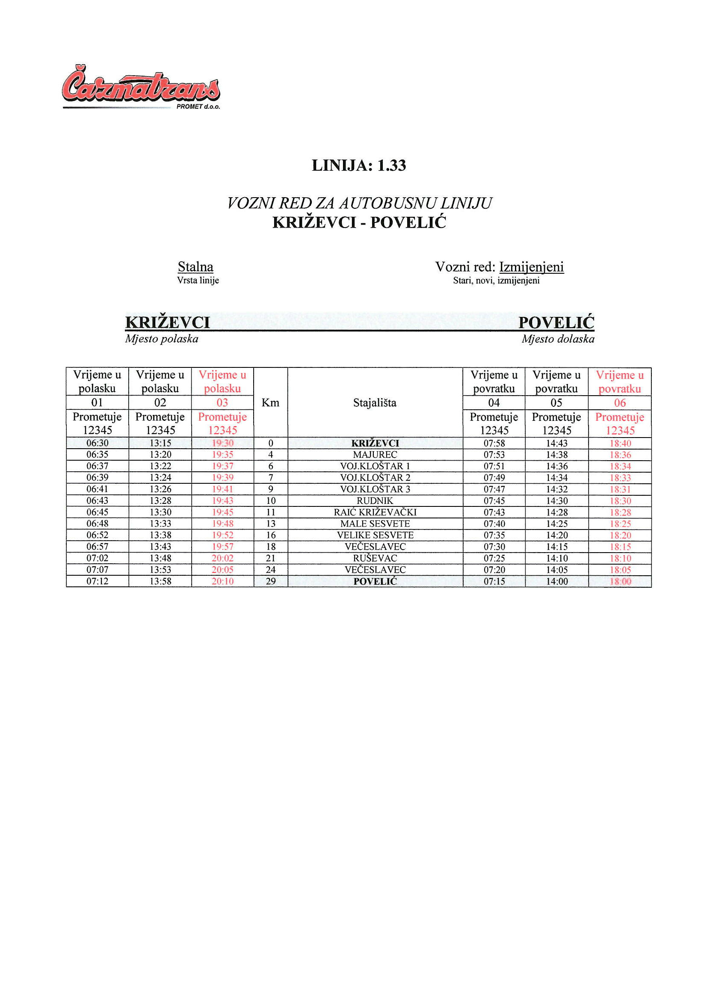 Čazmatrans
PROMET d.o.o.
LINIJA: 1.33
VOZNI RED ZA AUTOBUSNU LINIJU
KRIŽEVCI - POVELIĆ
Stalna Vozni red: Izmijenjeni
Vrsta linije Stari, novi, izmijenjeni
KRIŽEVCI POVELIĆ
Mjesto polaska Mjesto dolaska
Vrijeme u polasku Vrijeme u polasku Vrijeme u polasku Km Stajališta Vrijeme u povratku Vrijeme u povratku Vrijeme u povratku
01 02 03 04 05 06
Prometuje 12345 Prometuje 12345 Prometuje 12345 Prometuje 12345 Prometuje 12345 Prometuje 12345
06:30 13:15 19:30 0 KRIŽEVCI 07:58 14:43 18:40
06:35 13:20 19:35 4 MAJUREC 07:53 14:38 18:36
06:37 13:22 19:37 6 VOJ.KLOŠTAR 1 07:51 14:36 18:34
06:39 13:24 19:39 7 VOJ.KLOŠTAR 2 07:49 14:34 18:33
06:41 13:26 19:41 9 VOJ.KLOŠTAR 3 07:47 14:32 18:31
06:43 13:28 19:43 10 RUDNIK 07:45 14:30 18:30
06:45 13:30 19:45 11 RAIĆ KRIŽEVAČKI 07:43 14:28 18:28
06:48 13:33 19:48 13 MALE SESVETE 07:40 14:25 18:25
06:52 13:38 19:52 16 VELIKE SESVETE 07:35 14:20 18:20
06:57 13:43 19:57 18 VEČESLAVEC 07:30 14:15 18:15
07:02 13:48 20:02 21 RUŠEVAC 07:25 14:10 18:10
07:07 13:53 20:05 24 VEČESLAVEC 07:20 14:05 18:05
07:12 13:58 20:10 29 POVELIĆ 07:15 14:00 18:00